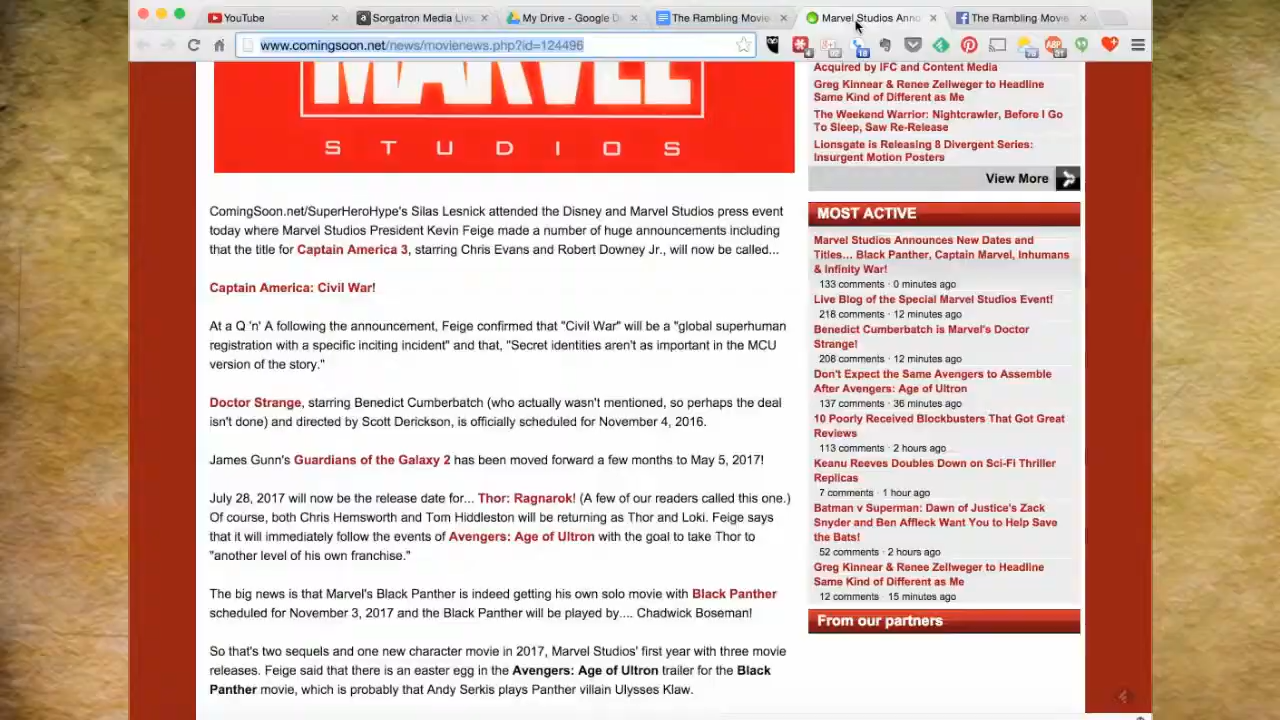 YouTube
Sorgatron Media Liv
My Drive - Google D
The Rambling Movie
Marvel Studios Anno
The Rambling Movie
www.comingsoon.net/news/movienews.php?id=124496
MARVEL
STUDIOS
ComingSoon.net/SuperHeroHype's Silas Lesnick attended the Disney and Marvel Studios press event
today where Marvel Studios President Kevin Feige made a number of huge announcements including
that the title for Captain America 3, starring Chris Evans and Robert Downey Jr., will now be called...
Captain America: Civil War!
At a Q 'n' A following the announcement, Feige confirmed that "Civil War" will be a "global superhuman
registration with a specific inciting incident" and that, "Secret identities aren't as important in the MCU
version of the story."
Doctor Strange, starring Benedict Cumberbatch (who actually wasn't mentioned, so perhaps the deal
isn't done) and directed by Scott Derickson, is officially scheduled for November 4, 2016.
James Gunn's Guardians of the Galaxy 2 has been moved forward a few months to May 5, 2017!
July 28, 2017 will now be the release date for... Thor: Ragnarok! (A few of our readers called this one.)
Of course, both Chris Hemsworth and Tom Hiddleston will be returning as Thor and Loki. Feige says
that it will immediately follow the events of Avengers: Age of Ultron with the goal to take Thor to
"another level of his own franchise."
The big news is that Marvel's Black Panther is indeed getting his own solo movie with Black Panther
scheduled for November 3, 2017 and the Black Panther will be played by.... Chadwick Boseman!
So that's two sequels and one new character movie in 2017, Marvel Studios' first year with three movie
releases. Feige said that there is an easter egg in the Avengers: Age of Ultron trailer for the Black
Panther movie, which is probably that Andy Serkis plays Panther villain Ulysses Klaw.
Acquired by IFC and Content Media
Greg Kinnear & Renee Zellweger to Headline
Same Kind of Different as Me
The Weekend Warrior: Nightcrawler, Before I Go
To Sleep, Saw Re-Release
Lionsgate is Releasing 8 Divergent Series:
Insurgent Motion Posters
View More
MOST ACTIVE
Marvel Studios Announces New Dates and
Titles... Black Panther, Captain Marvel, Inhumans
& Infinity War!
133 comments · 0 minutes ago
Live Blog of the Special Marvel Studios Event!
218 comments · 12 minutes ago
Benedict Cumberbatch is Marvel's Doctor
Strange!
208 comments · 12 minutes ago
Don't Expect the Same Avengers to Assemble
After Avengers: Age of Ultron
137 comments · 36 minutes ago
10 Poorly Received Blockbusters That Got Great
Reviews
113 comments · 2 hours ago
Keanu Reeves Doubles Down on Sci-Fi Thriller
Replicas
7 comments · 1 hour ago
Batman v Superman: Dawn of Justice's Zack
Snyder and Ben Affleck Want You to Help Save
the Bats!
52 comments · 2 hours ago
Greg Kinnear & Renee Zellweger to Headline
Same Kind of Different as Me
12 comments · 15 minutes ago
From our partners